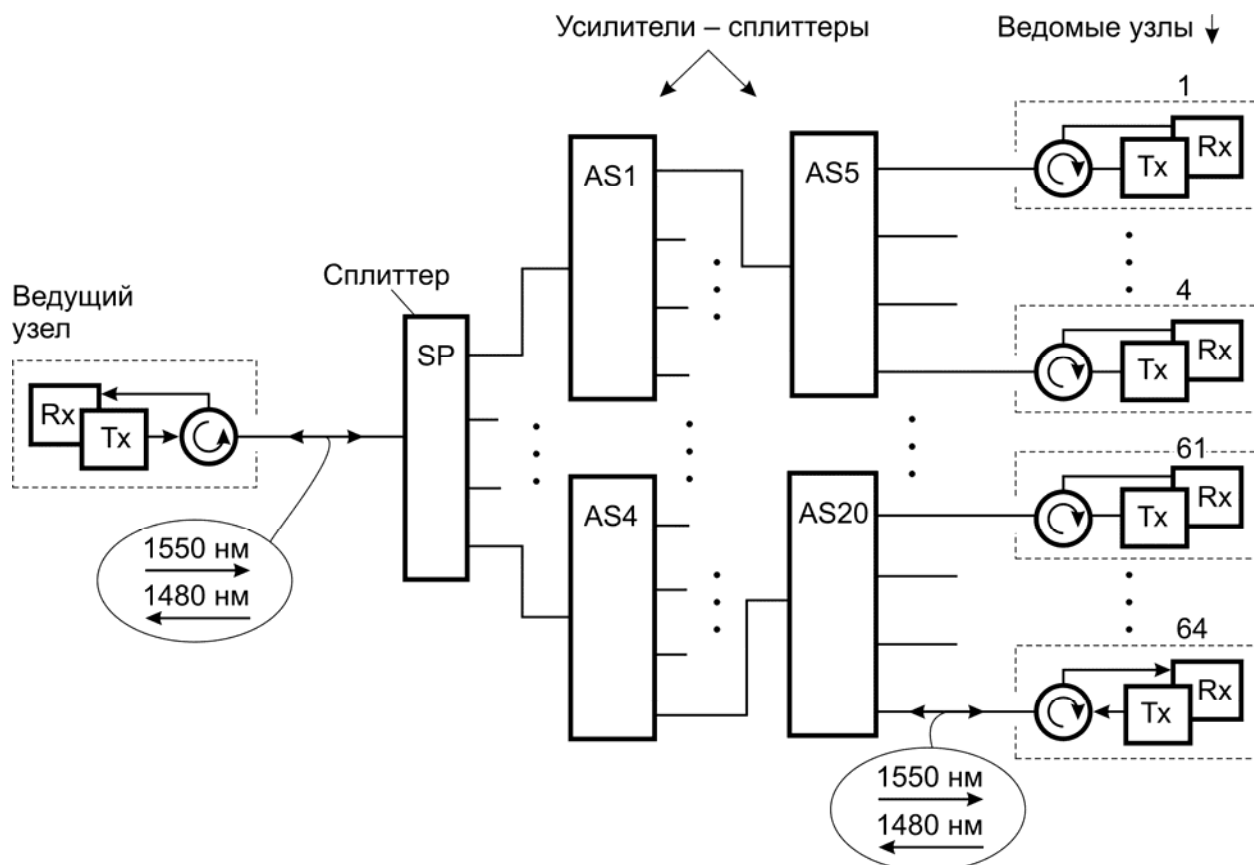 Усилители – сплиттеры
Ведомые узлы ↓
1
AS1
AS5
Rx
Tx
Сплиттер
4
Ведущий
узел
SP
Rx
Tx
Rx
Tx
61
AS4
AS20
Rx
Tx
1550 нм
1480 нм
64
Rx
Tx
1550 нм
1480 нм